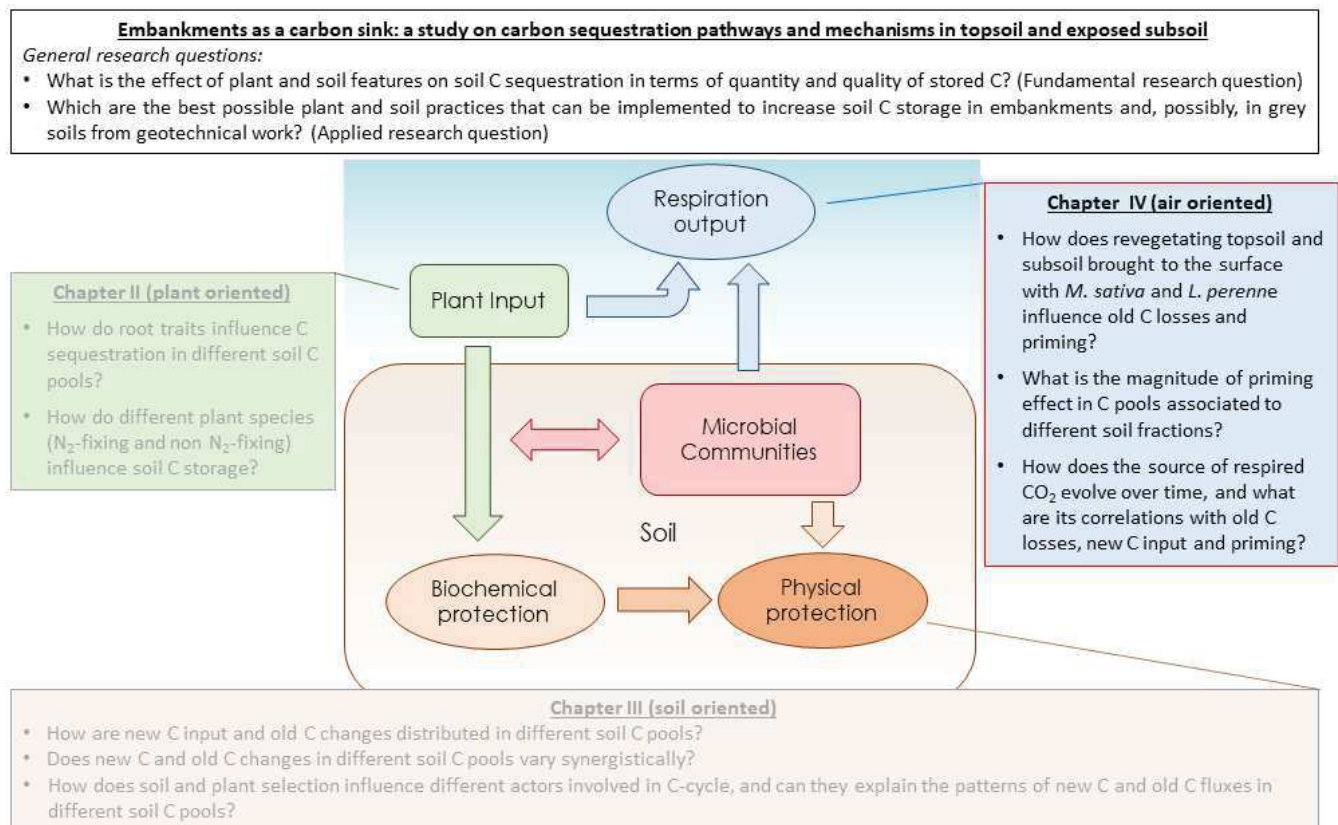 Embankments as a carbon sink: a study on carbon sequestration pathways and mechanisms in topsoil and exposed subsoil
General research questions:
• What is the effect of plant and soil features on soil C sequestration in terms of quantity and quality of stored C? (Fundamental research question)
• Which are the best possible plant and soil practices that can be implemented to increase soil C storage in embankments and, possibly, in grey
soils from geotechnical work? (Applied research question)
Respiration
output
Plant Input
Chapter II (plant oriented)
• How do root traits influence C
sequestration in different soil C
pools?
• How do different plant species
(N₂-fixing and non N₂-fixing)
influence soil C storage?
Microbial
Communities
Soil
Biochemical
protection
Physical
protection
Chapter IV (air oriented)
• How does revegetating topsoil and
subsoil brought to the surface
with M. sativa and L. perenne
influence old C losses and
priming?
• What is the magnitude of priming
effect in C pools associated to
different soil fractions?
• How does the source of respired
CO₂ evolve over time, and what
are its correlations with old C
losses, new C input and priming?
Chapter III (soil oriented)
• How are new C input and old C changes distributed in different soil C pools?
• Does new C and old C changes in different soil C pools vary synergistically?
• How does soil and plant selection influence different actors involved in C-cycle, and can they explain the patterns of new C and old C fluxes in
different soil C pools?